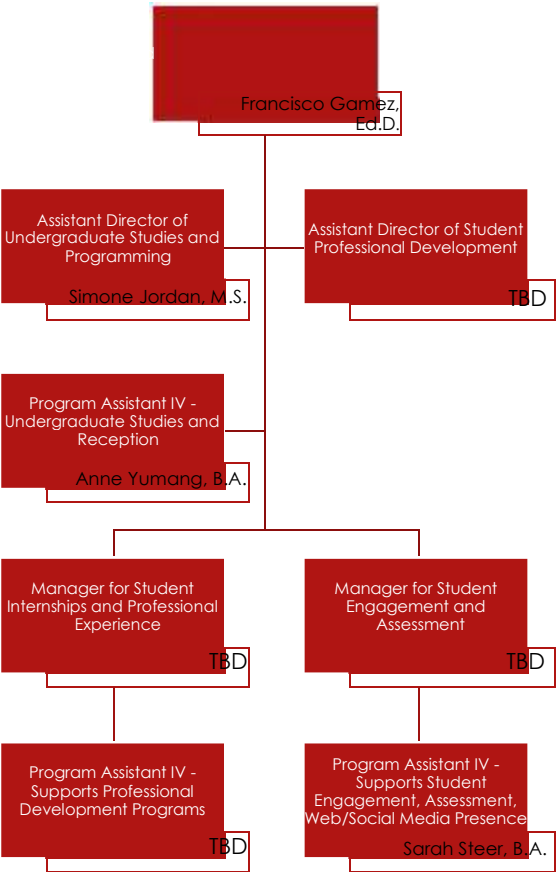 Francisco Gamez,
Ed.D.
Assistant Director of
Undergraduate Studies and
Programming
Simone Jordan, M.S.
Assistant Director of Student
Professional Development
TBD
Program Assistant IV -
Undergraduate Studies and
Reception
Anne Yumang, B.A.
Manager for Student
Internships and Professional
Experience
TBD
Manager for Student
Engagement and
Assessment
TBD
Program Assistant IV -
Supports Professional
Development Programs
TBD
Program Assistant IV -
Supports Student
Engagement, Assessment,
Web/Social Media Presence
Sarah Steer, B.A.